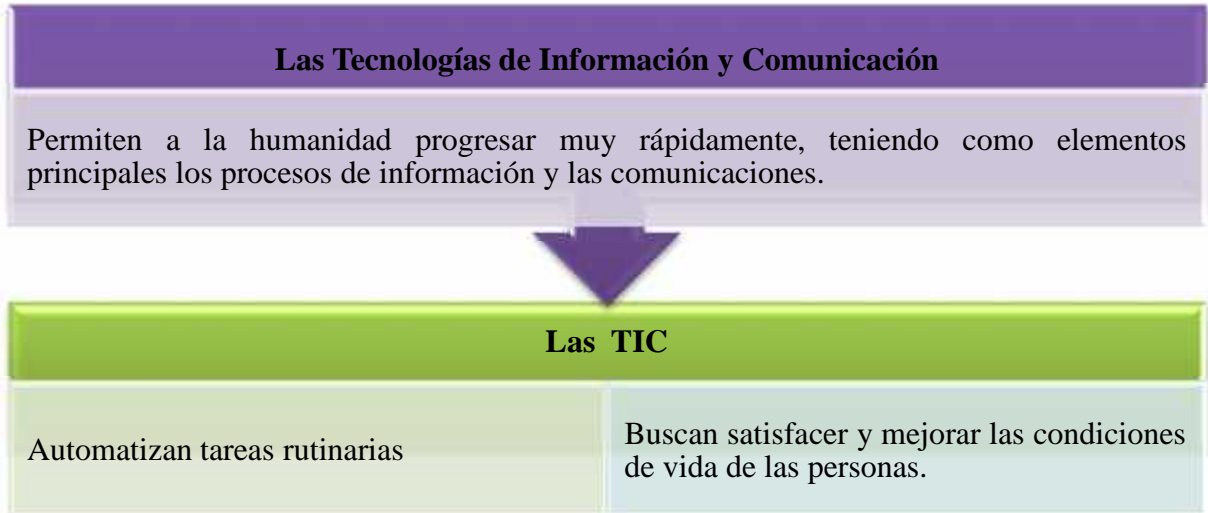 Las Tecnologías de Información y Comunicación
Permiten a la humanidad progresar muy rápidamente, teniendo como elementos
principales los procesos de información y las comunicaciones.
Las TIC
Automatizan tareas rutinarias
Buscan satisfacer y mejorar las condiciones
de vida de las personas.